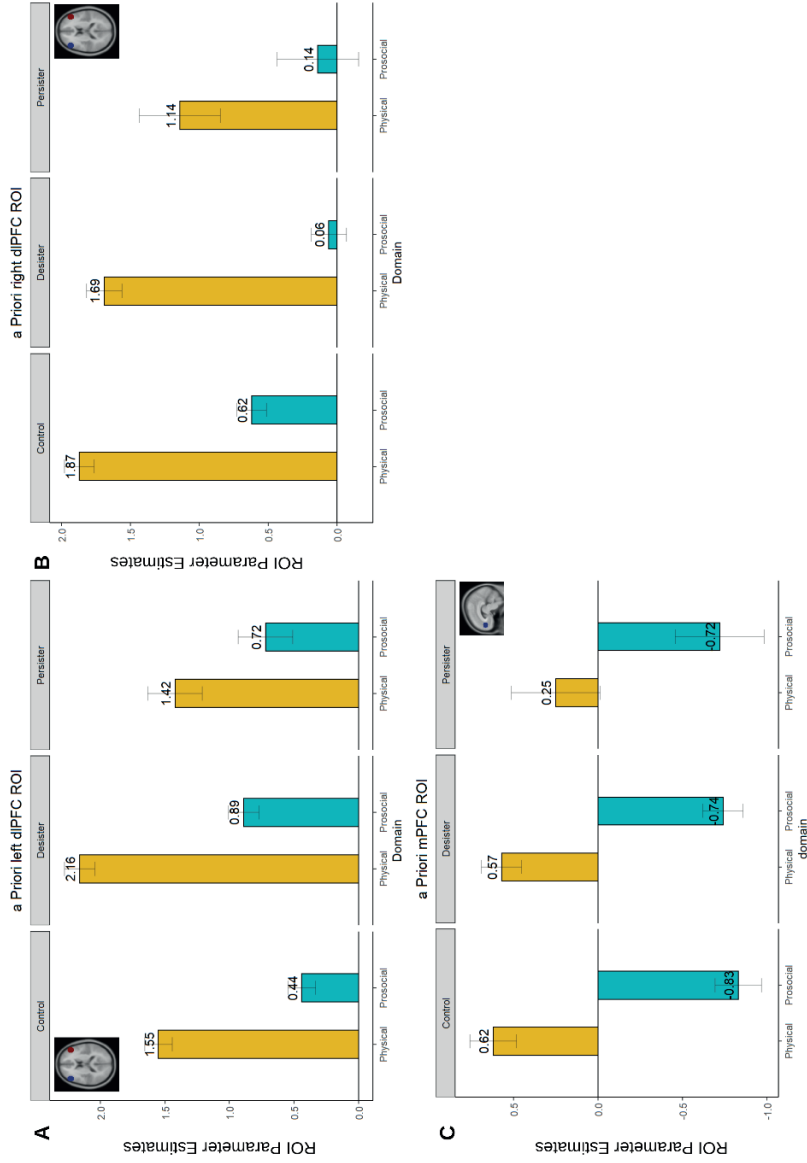 A
a Priori left dlPFC ROI
Control
Desister
Persister
ROI Parameter Estimates
2.0
1.5
1.0
0.5
0.0
1.55
0.44
2.16
0.89
1.42
0.72
Physical
Prosocial
Physical
Prosocial
Physical
Prosocial
Domain
B
a Priori right dlPFC ROI
Control
Desister
Persister
ROI Parameter Estimates
2.0
1.5
1.0
0.5
0.0
1.87
0.62
1.69
0.06
1.14
0.14
Physical
Prosocial
Physical
Prosocial
Physical
Prosocial
Domain
C
a Priori mPFC ROI
Control
Desister
Persister
ROI Parameter Estimates
0.5
0.0
-0.5
-1.0
0.62
-0.83
0.57
-0.74
0.25
-0.72
Physical
Prosocial
Physical
Prosocial
Physical
Prosocial
domain